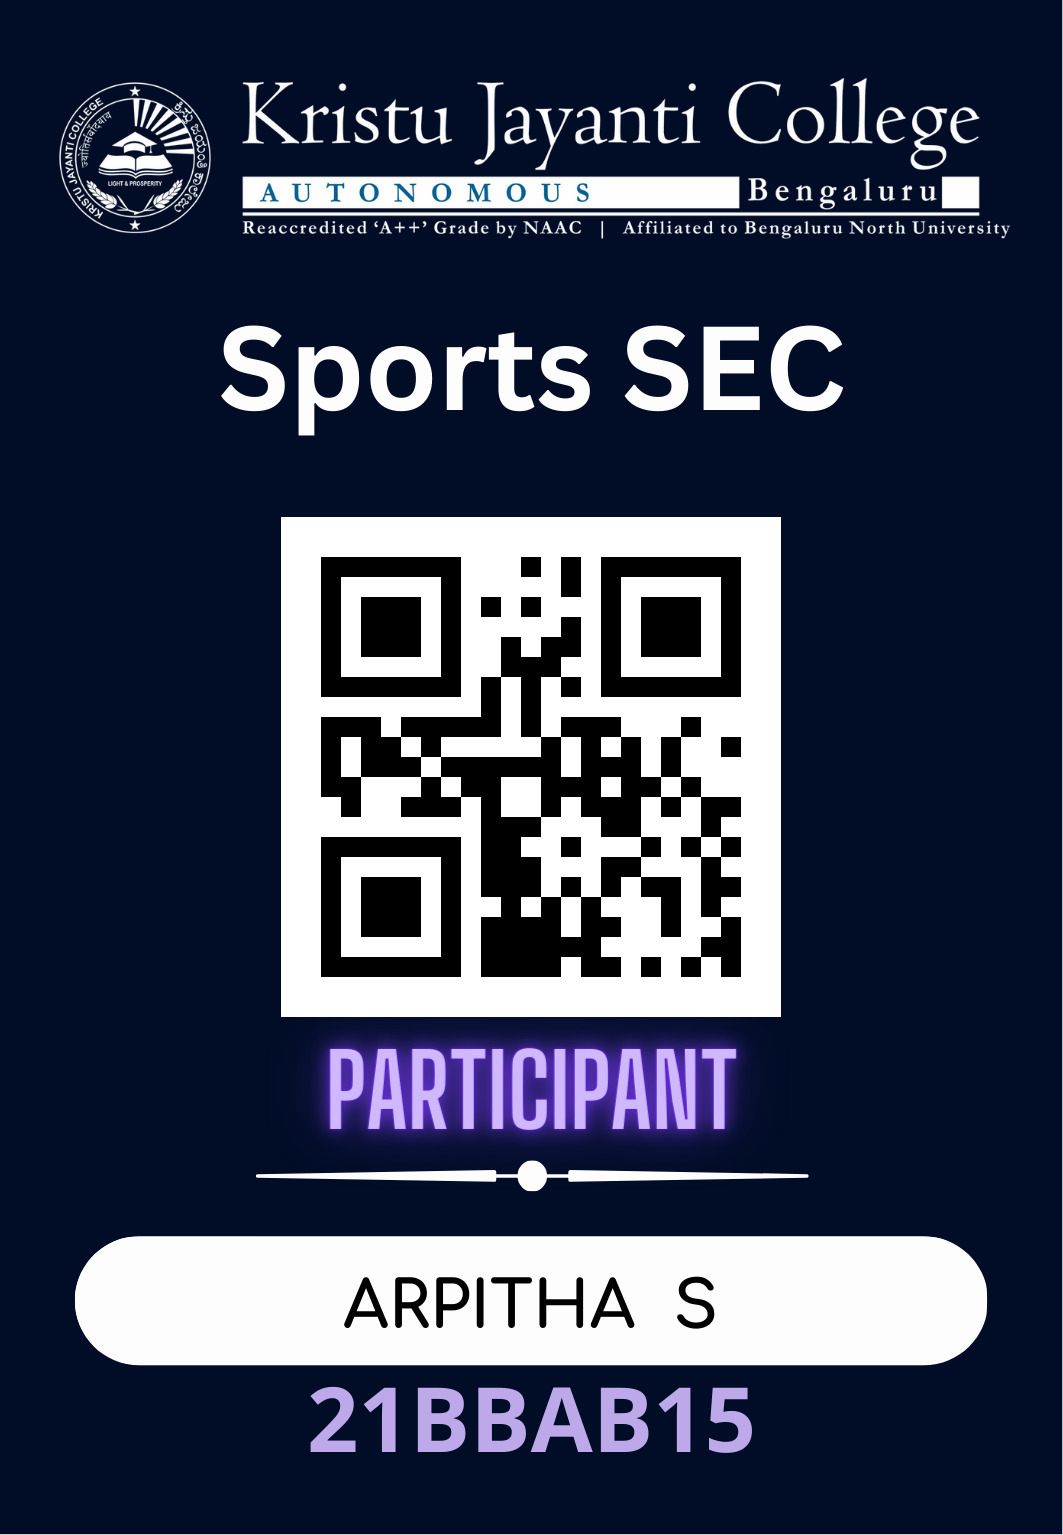 Kristu Jayanti College
AUTONOMOUS Bengaluru
Reaccredited ‘A++’ Grade by NAAC | Affiliated to Bengaluru North University
KRISTU JAYANTI COLLEGE
ಕ್ರಿಸ್ತು ಜಯಂತಿ ಕಾಲೇಜು
LIGHT & PROSPERITY
Sports SEC
PARTICIPANT
ARPITHA S
21BBAB15